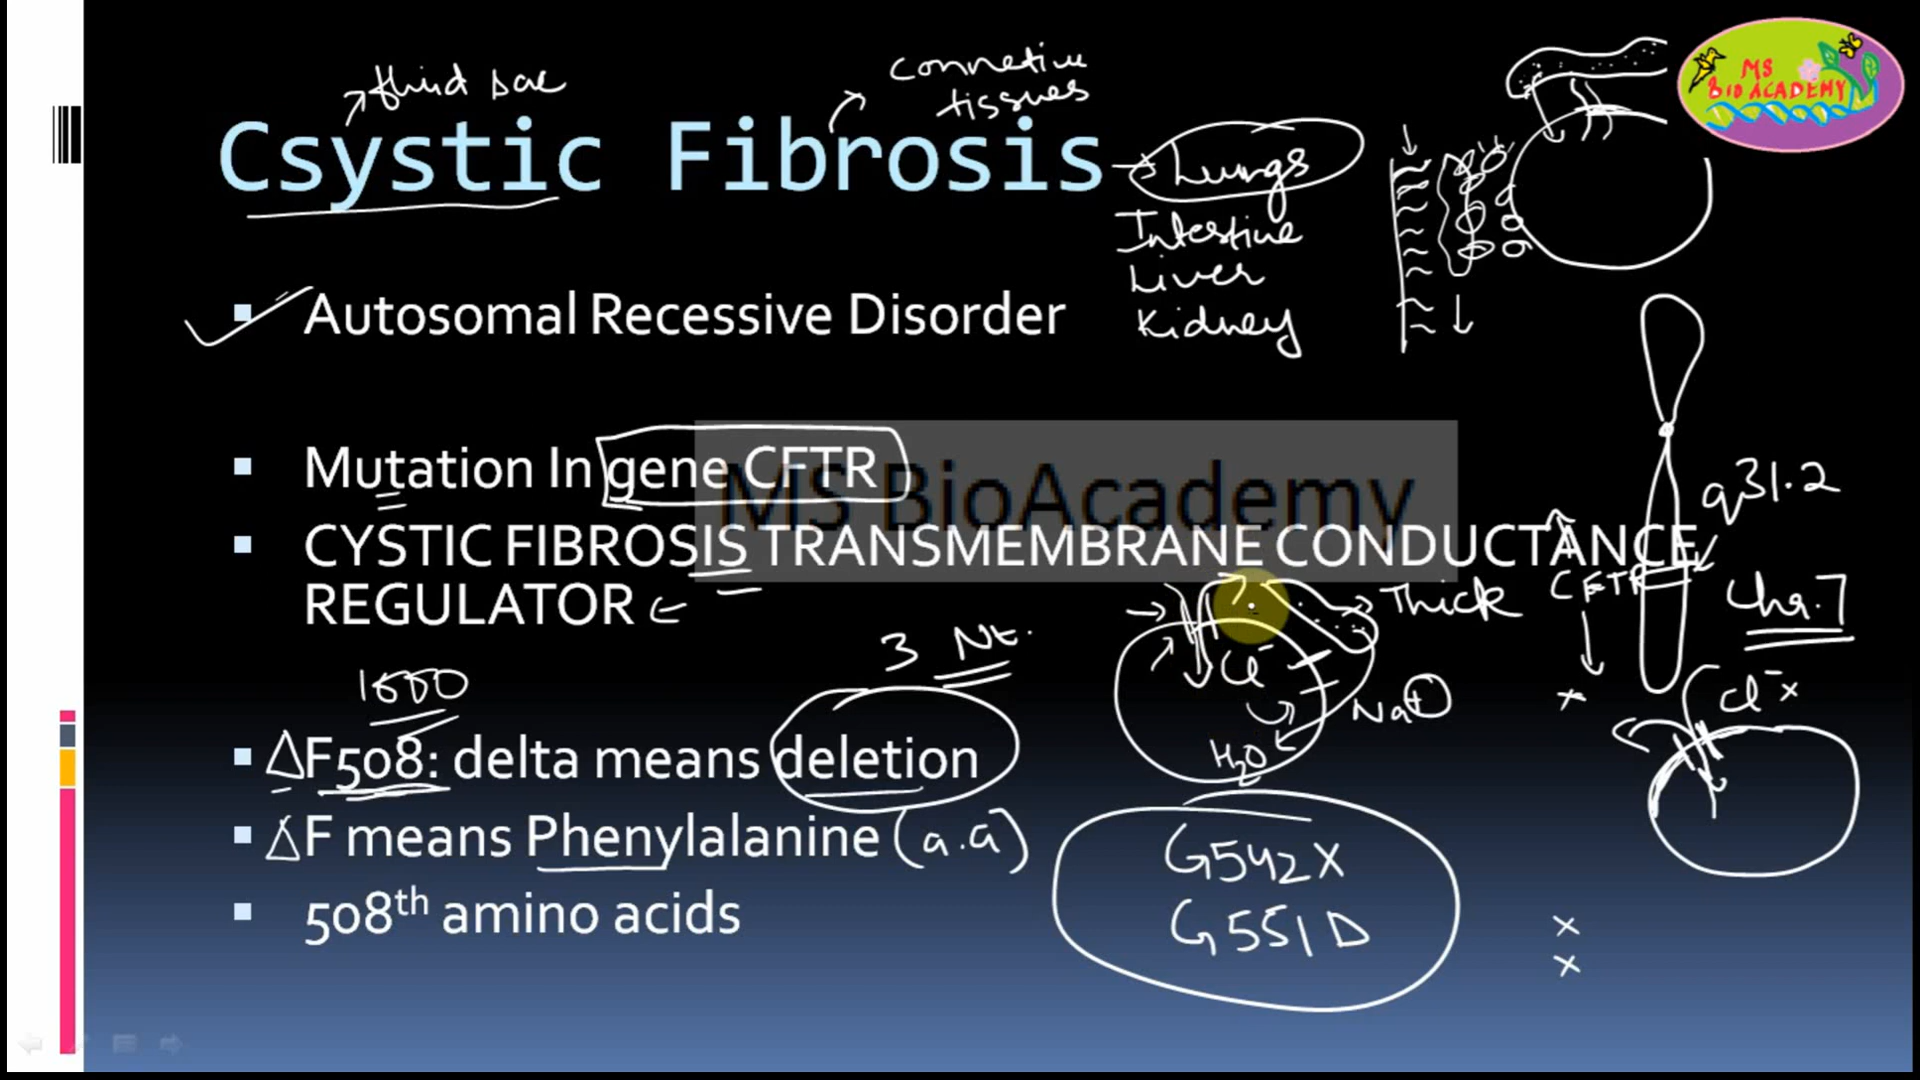 fluid sac
connective
tissues
MS
BIO ACADEMY
Csystic Fibrosis
Lungs
Intestine
Liver
Kidney
Autosomal Recessive Disorder
Mutation In gene CFTR
MS BioAcademy
q31.2
CYSTIC FIBROSIS TRANSMEMBRANE CONDUCTANCE
REGULATOR
Thick
CFTR
Chr.7
3 Nt.
Cl⁻
Na+
H₂O
Cl⁻ x
x
ΔF508: delta means deletion
ΔF means Phenylalanine (a.a)
G542X
508th amino acids
G551D
x
x